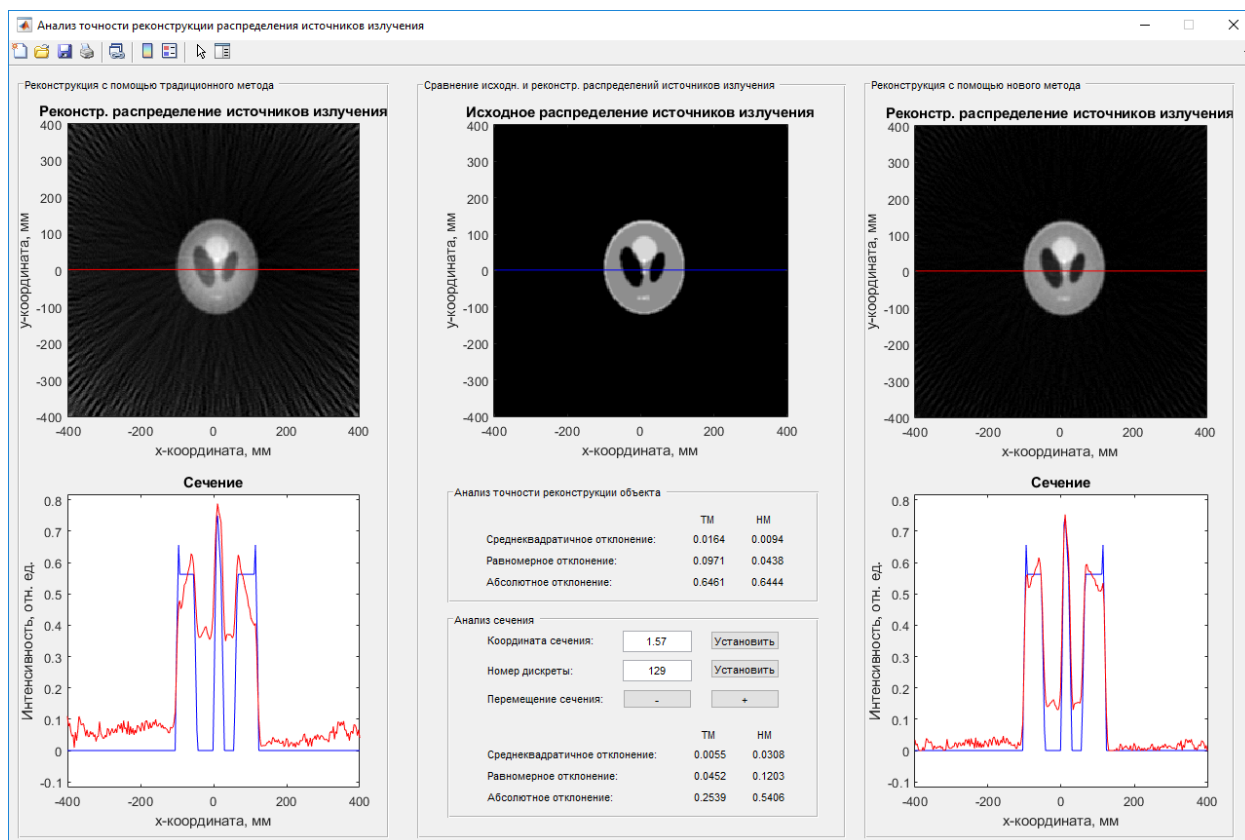 Анализ точности реконструкции распределения источников излучения
Реконструкция с помощью традиционного метода
Реконстр. распределение источников излучения
400
300
200
100
0
-100
-200
-300
-400
y-координата, мм
-400 -200 0 200 400
x-координата, мм
Сечение
0.8
0.7
0.6
0.5
0.4
0.3
0.2
0.1
0
-0.1
Интенсивность, отн. ед.
-400 -200 0 200 400
x-координата, мм
Сравнение исходн. и реконстр. распределений источников излучения
Исходное распределение источников излучения
400
300
200
100
0
-100
-200
-300
-400
y-координата, мм
-400 -200 0 200 400
x-координата, мм
Анализ точности реконструкции объекта
ТМ НМ
Среднеквадратичное отклонение: 0.0164 0.0094
Равномерное отклонение: 0.0971 0.0438
Абсолютное отклонение: 0.6461 0.6444
Анализ сечения
Координата сечения: 1.57 Установить
Номер дискреты: 129 Установить
Перемещение сечения: - +
ТМ НМ
Среднеквадратичное отклонение: 0.0055 0.0308
Равномерное отклонение: 0.0452 0.1203
Абсолютное отклонение: 0.2539 0.5406
Реконструкция с помощью нового метода
Реконстр. распределение источников излучения
400
300
200
100
0
-100
-200
-300
-400
y-координата, мм
-400 -200 0 200 400
x-координата, мм
Сечение
0.8
0.7
0.6
0.5
0.4
0.3
0.2
0.1
0
-0.1
Интенсивность, отн. ед.
-400 -200 0 200 400
x-координата, мм